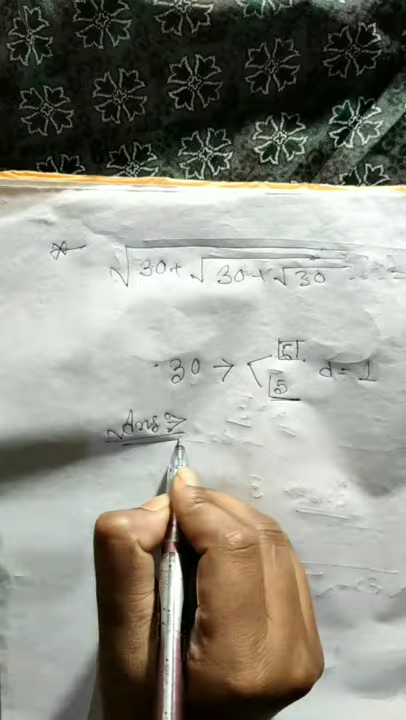 * √30+√30+√30 ...
30 → < 6 5 d=1
Ans ⇒